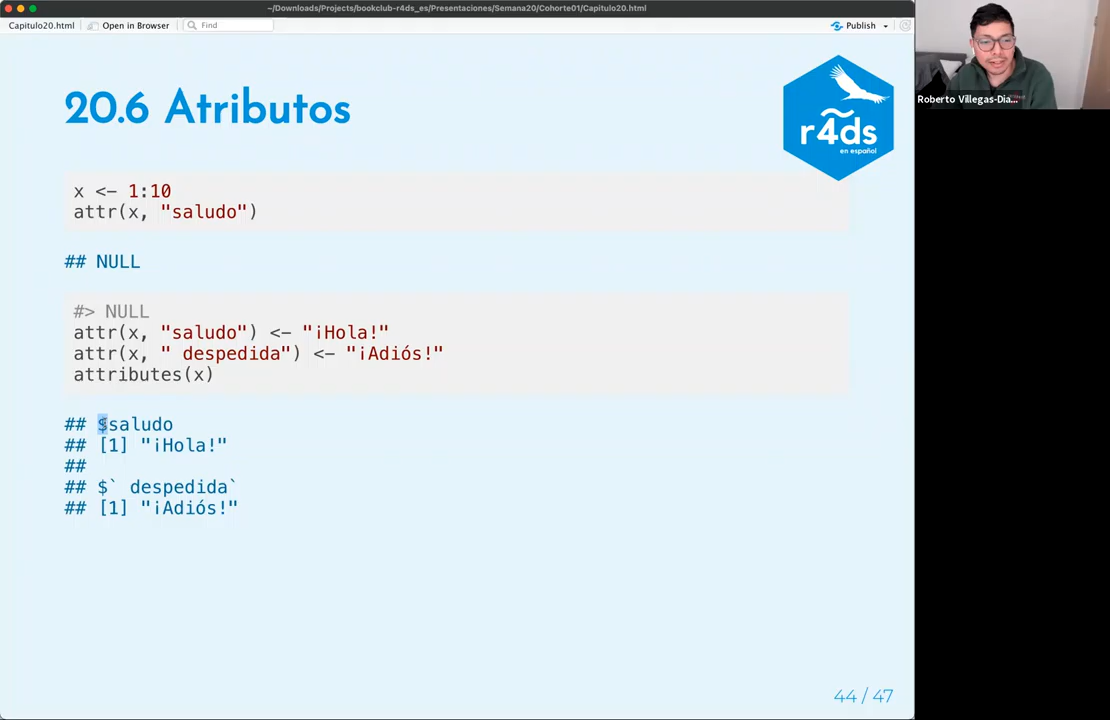 ~/Downloads/Projects/bookclub-r4ds_es/Presentaciones/Semana20/Cohorte01/Capitulo20.html
Capitulo20.html
Open in Browser
Find
Publish
20.6 Atributos
r4ds
en español
x <- 1:10
attr(x, "saludo")
## NULL
#> NULL
attr(x, "saludo") <- "¡Hola!"
attr(x, " despedida") <- "¡Adiós!"
attributes(x)
## $saludo
## [1] "¡Hola!"
##
## $` despedida`
## [1] "¡Adiós!"
44 / 47
Roberto Villegas-Dia...